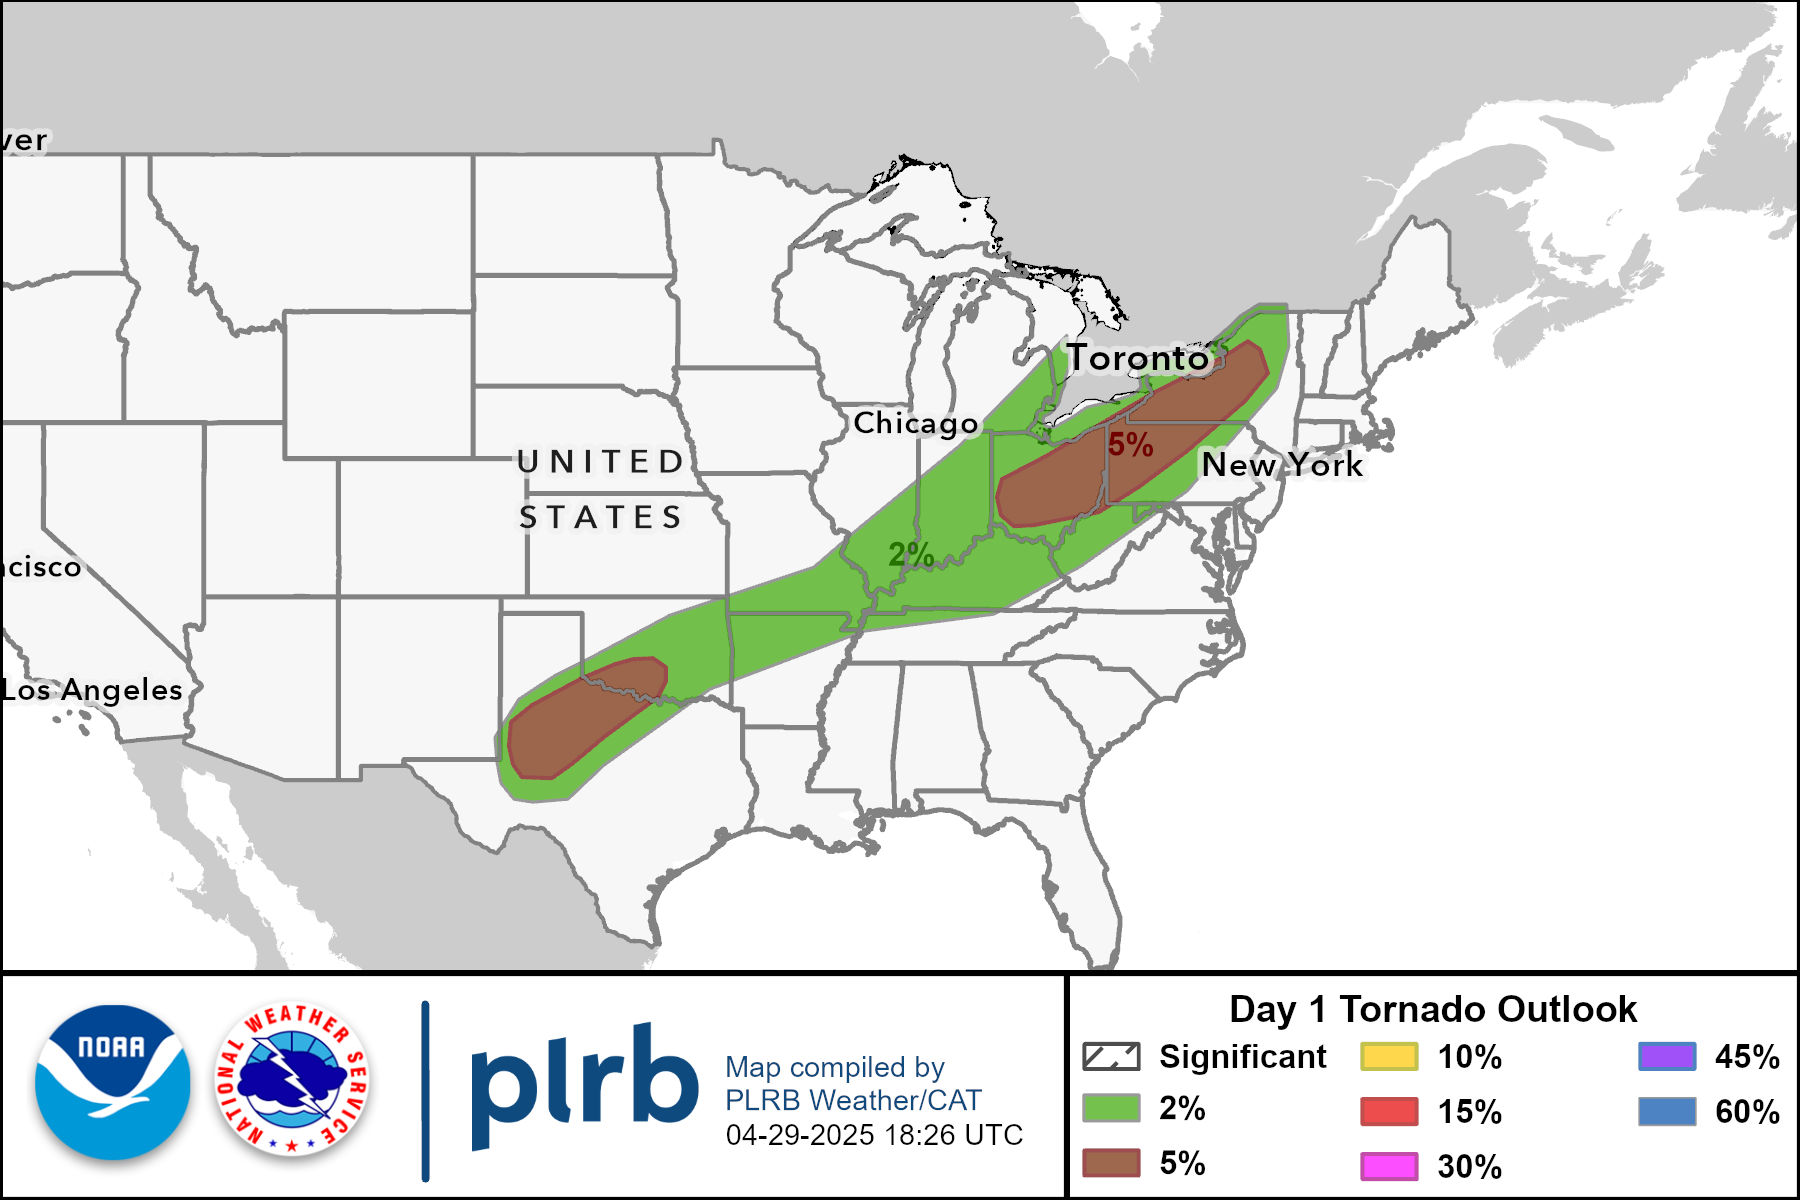 ver
Toronto
Chicago
5%
UNITED
STATES
New York
2%
ncisco
Los Angeles
NOAA
NATIONAL WEATHER SERVICE
plrb
Map compiled by
PLRB Weather/CAT
04-29-2025 18:26 UTC
Day 1 Tornado Outlook
Significant
2%
5%
10%
15%
30%
45%
60%